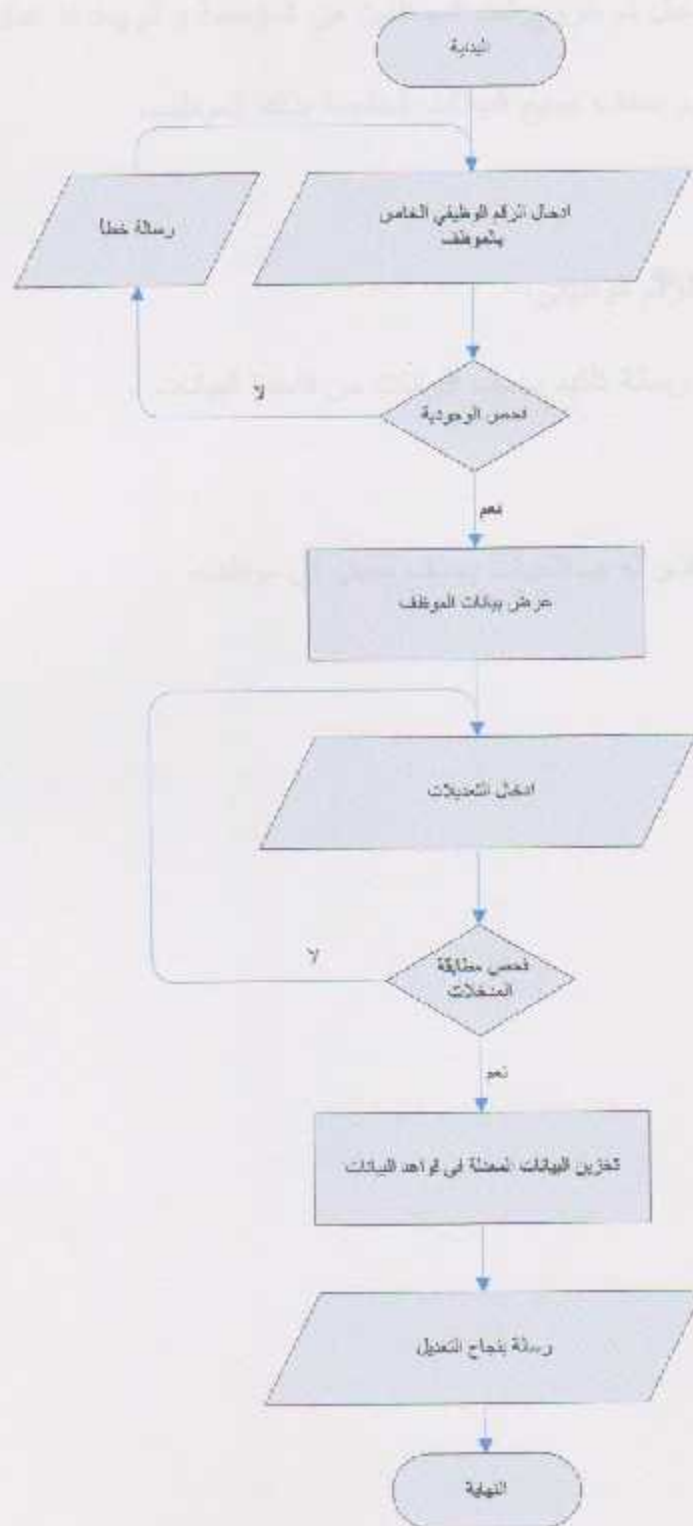 البداية
ادخال الرقم الوظيفي الخاص
بالموظف
رسالة خطأ
لا
فحص الوجودية
نعم
عرض بيانات الموظف
ادخال التعديلات
لا
فحص مطابقة
المدخلات
نعم
تخزين البيانات المعدلة في قواعد البيانات
رسالة بنجاح التعديل
النهاية